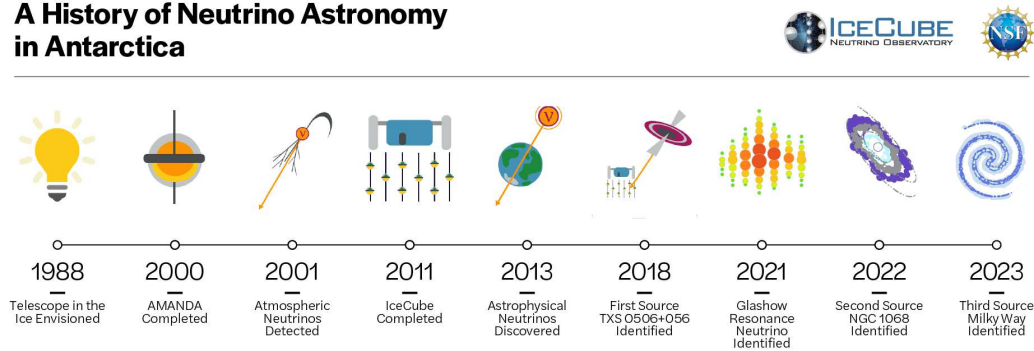 A History of Neutrino Astronomy
in Antarctica
ICECUBE
NEUTRINO OBSERVATORY
NSF
V
V
1988
Telescope in the
Ice Envisioned
2000
AMANDA
Completed
2001
Atmospheric
Neutrinos
Detected
2011
IceCube
Completed
2013
Astrophysical
Neutrinos
Discovered
2018
First Source
TXS 0506+056
Identified
2021
Glashow
Resonance
Neutrino
Identified
2022
Second Source
NGC 1068
Identified
2023
Third Source
Milky Way
Identified